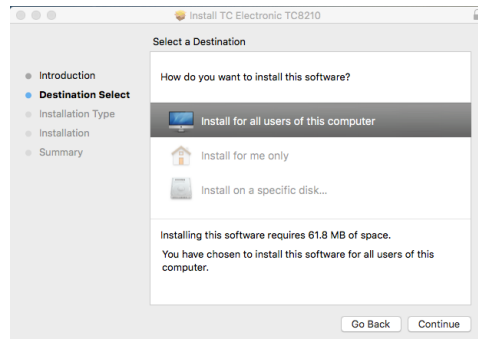 Install TC Electronic TC8210
Select a Destination
Introduction
Destination Select
Installation Type
Installation
Summary
How do you want to install this software?
Install for all users of this computer
Install for me only
Install on a specific disk...
Installing this software requires 61.8 MB of space.
You have chosen to install this software for all users of this
computer.
Go Back
Continue